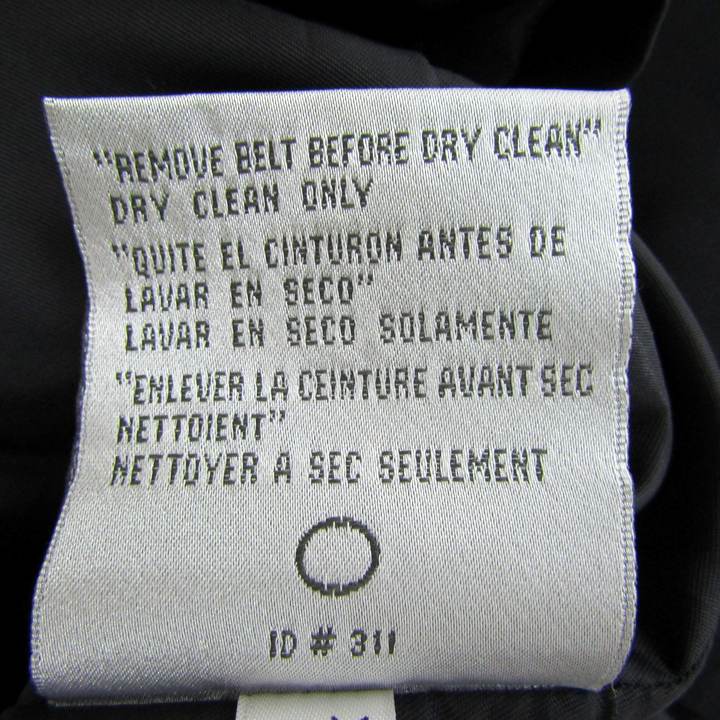 "REMOVE BELT BEFORE DRY CLEAN"
DRY CLEAN ONLY
"QUITE EL CINTURON ANTES DE
LAVAR EN SECO"
LAVAR EN SECO SOLAMENTE
"ENLEVER LA CEINTURE AVANT SEC
NETTOIENT"
NETTOYER A SEC SEULEMENT
ID # 311